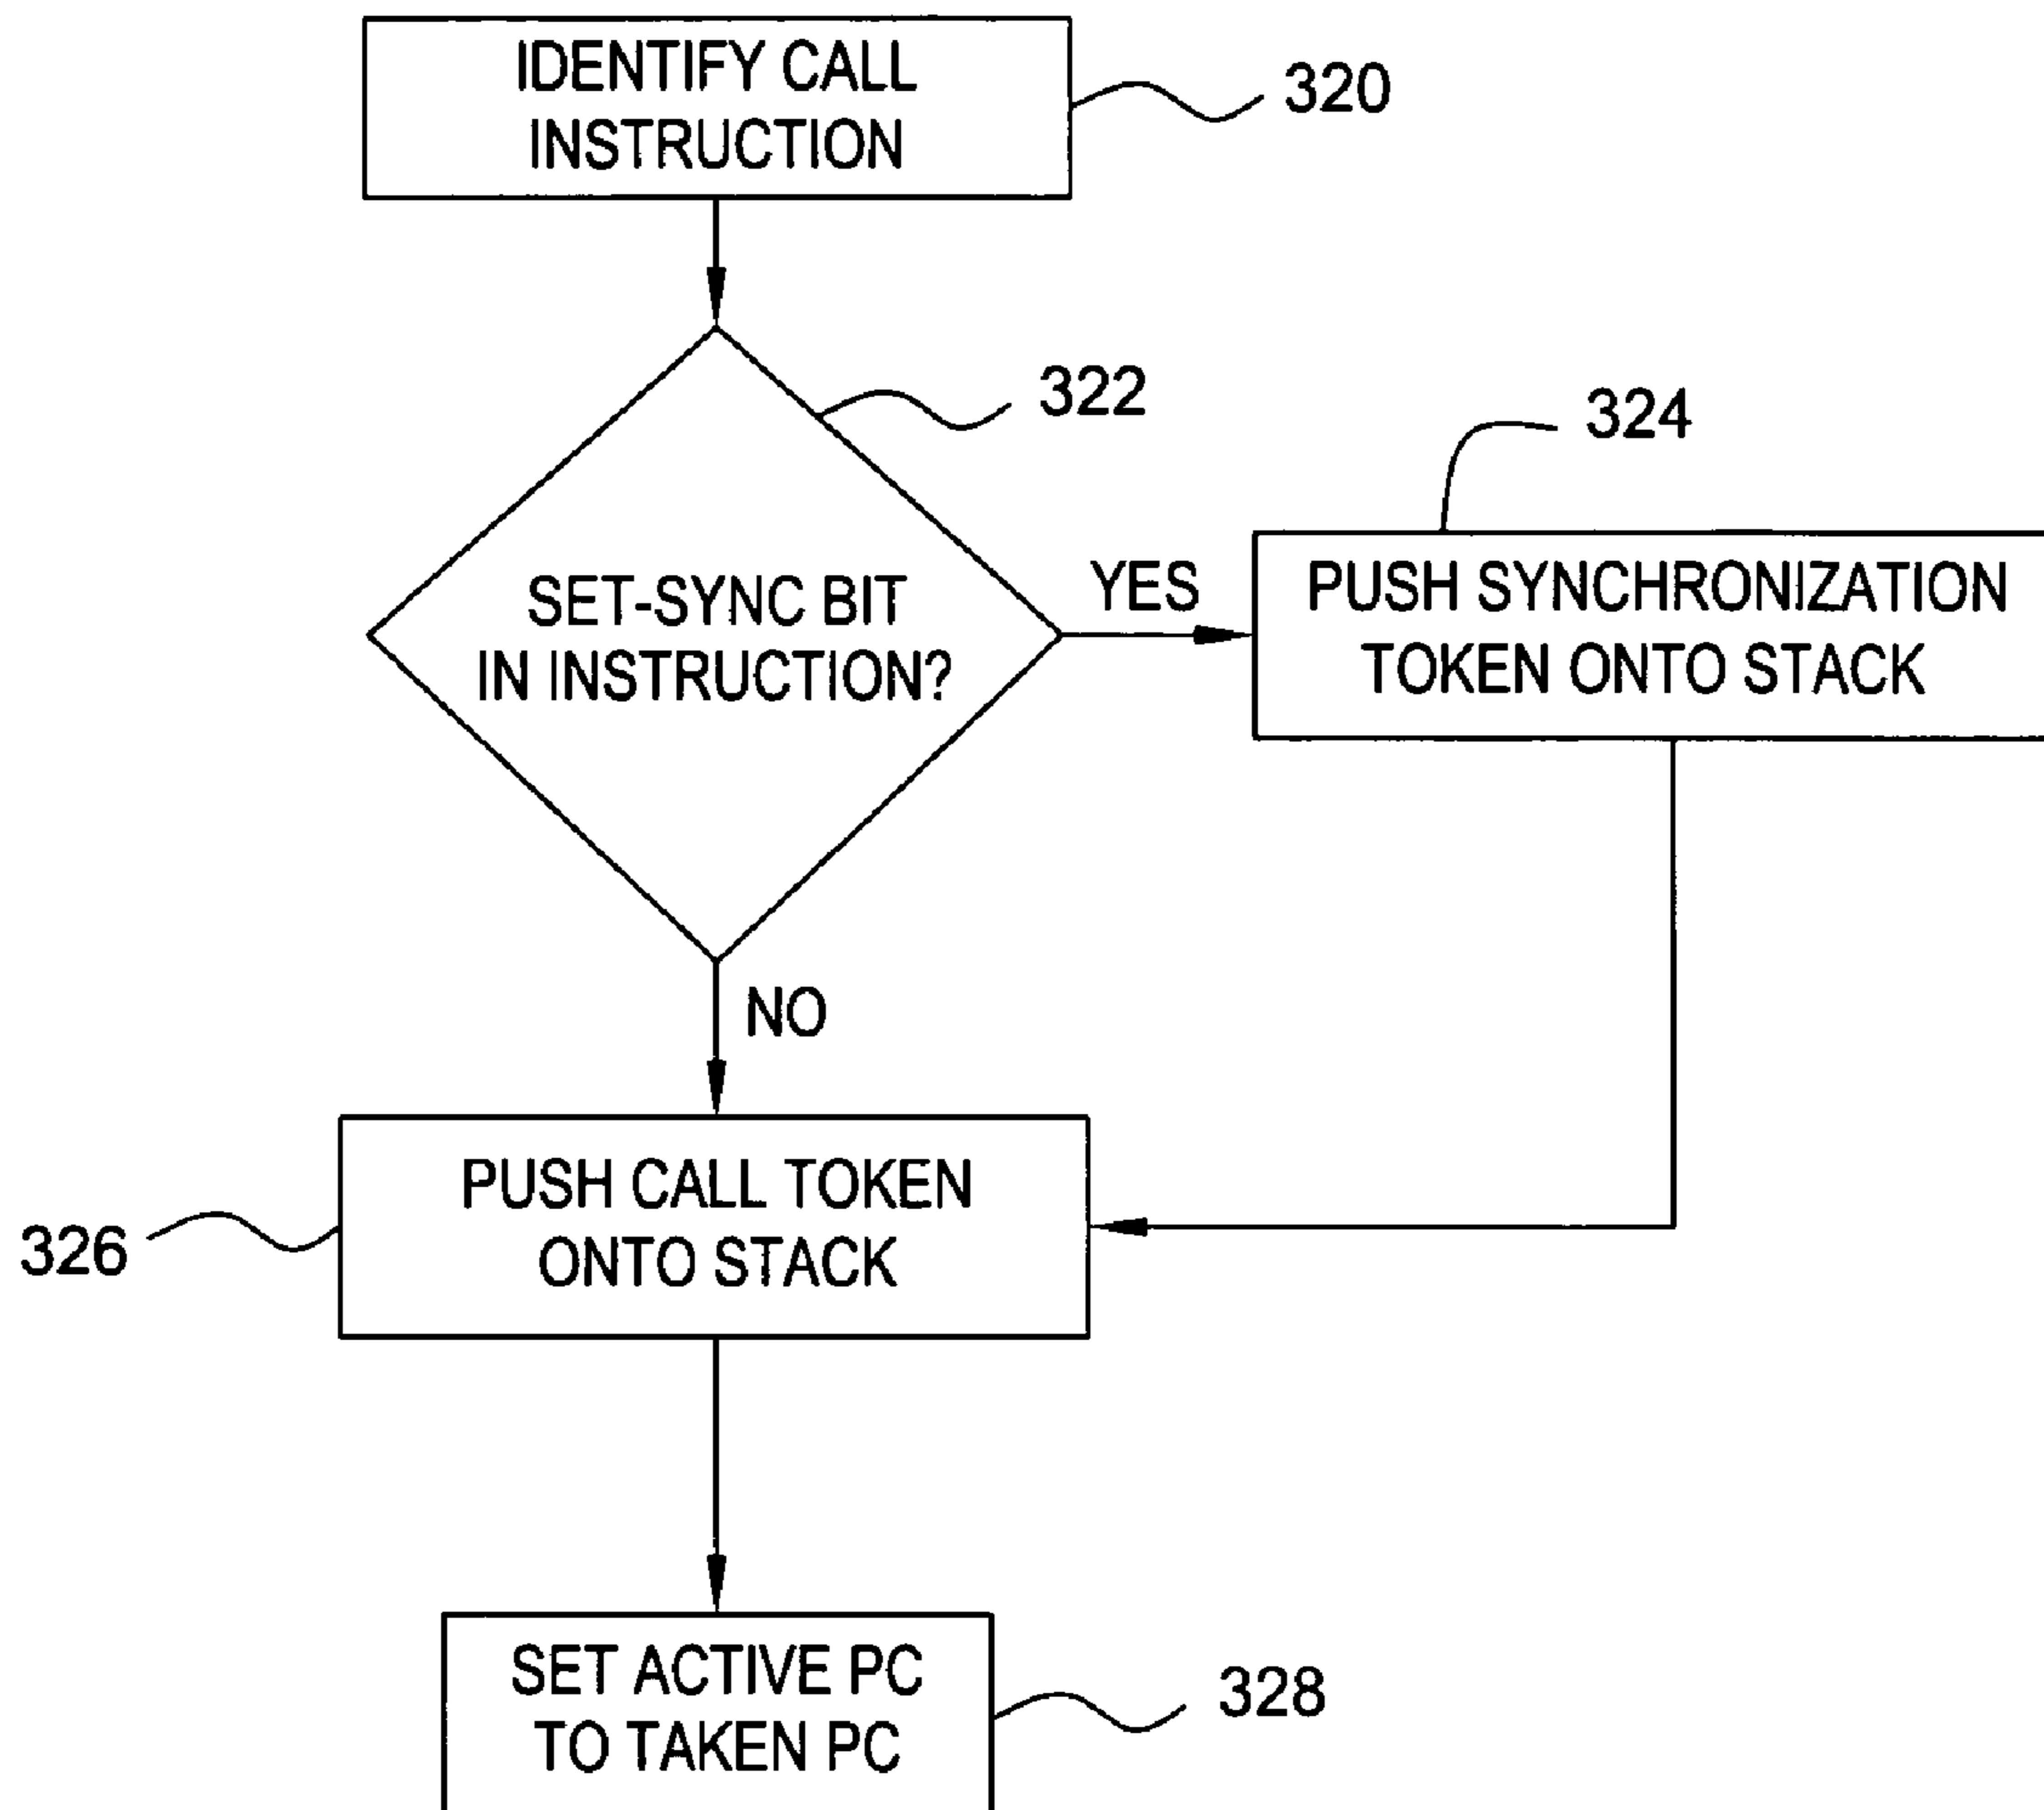 IDENTIFY CALL
INSTRUCTION
320
322
SET-SYNC BIT
IN INSTRUCTION?
YES
324
PUSH SYNCHRONIZATION
TOKEN ONTO STACK
NO
PUSH CALL TOKEN
ONTO STACK
326
SET ACTIVE PC
TO TAKEN PC
328